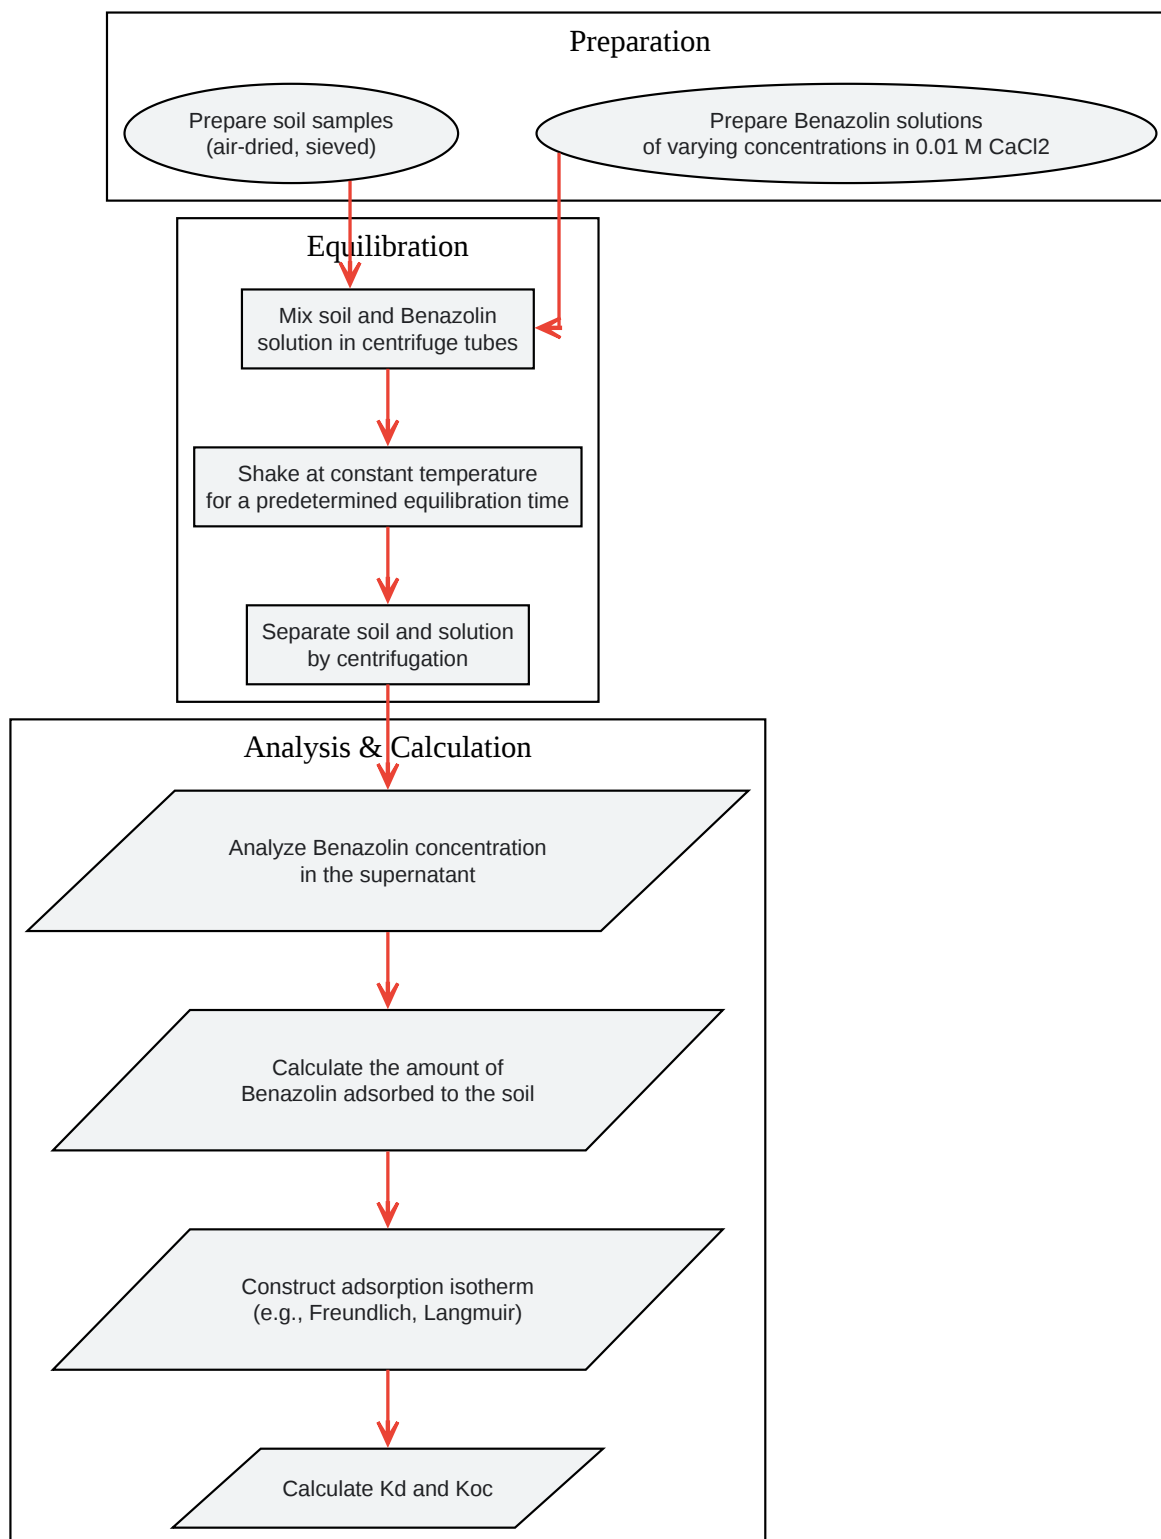 Preparation
Prepare soil samples
(air-dried, sieved)
Prepare Benazolin solutions
of varying concentrations in 0.01 M CaCl2
Equilibration
Mix soil and Benazolin
solution in centrifuge tubes
Shake at constant temperature
for a predetermined equilibration time
Separate soil and solution
by centrifugation
Analysis & Calculation
Analyze Benazolin concentration
in the supernatant
Calculate the amount of
Benazolin adsorbed to the soil
Construct adsorption isotherm
(e.g., Freundlich, Langmuir)
Calculate Kd and Koc